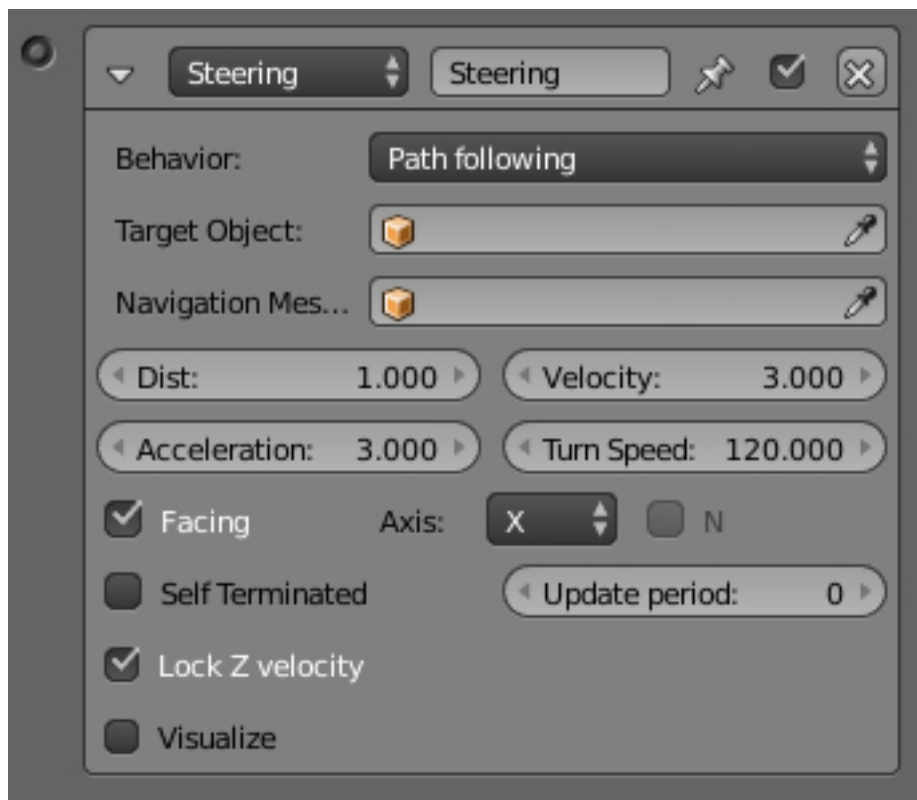 Steering Steering
Behavior: Path following
Target Object:
Navigation Mes...
Dist: 1.000 Velocity: 3.000
Acceleration: 3.000 Turn Speed: 120.000
Facing Axis: X N
Self Terminated Update period: 0
Lock Z velocity
Visualize